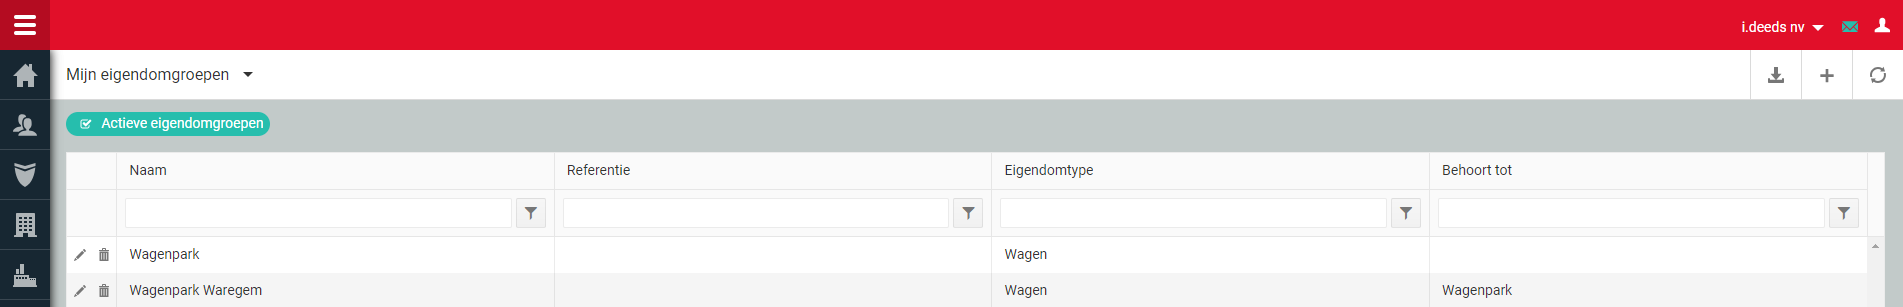 i.deeds nv
Mijn eigendomgroepen
Actieve eigendomgroepen
Naam Referentie Eigendomtype Behoort tot
Wagenpark Wagen
Wagenpark Waregem Wagen Wagenpark